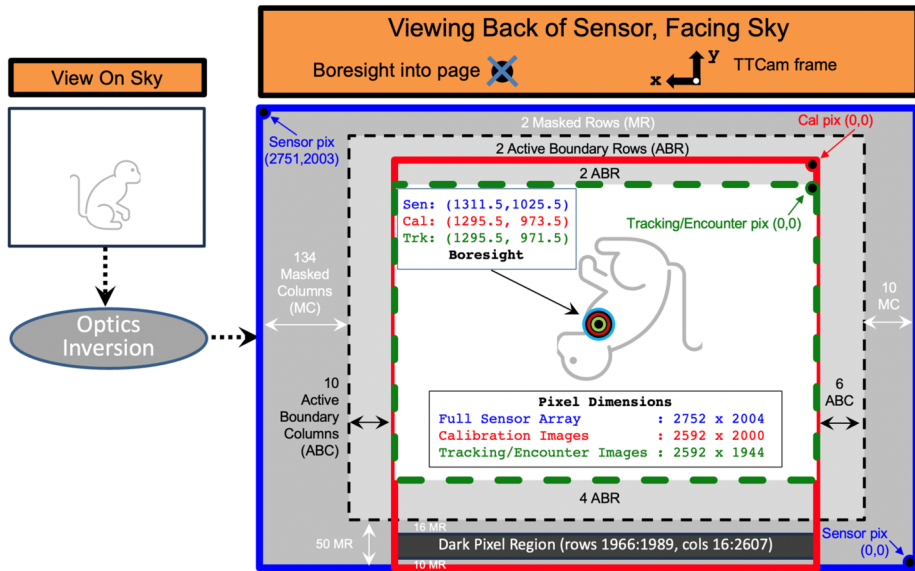 Viewing Back of Sensor, Facing Sky
Boresight into page
y
x
TTCam frame
View On Sky
2 Masked Rows (MR)
Cal pix (0,0)
Sensor pix
(2751,2003)
2 Active Boundary Rows (ABR)
2 ABR
Sen: (1311.5,1025.5)
Cal: (1295.5, 973.5)
Trk: (1295.5, 971.5)
Boresight
Tracking/Encounter pix (0,0)
134
Masked
Columns
(MC)
10
MC
Optics
Inversion
10
Active
Boundary
Columns
(ABC)
6
ABC
Pixel Dimensions
Full Sensor Array : 2752 x 2004
Calibration Images : 2592 x 2000
Tracking/Encounter Images : 2592 x 1944
4 ABR
16 MR
50 MR
Dark Pixel Region (rows 1966:1989, cols 16:2607)
10 MR
Sensor pix
(0,0)